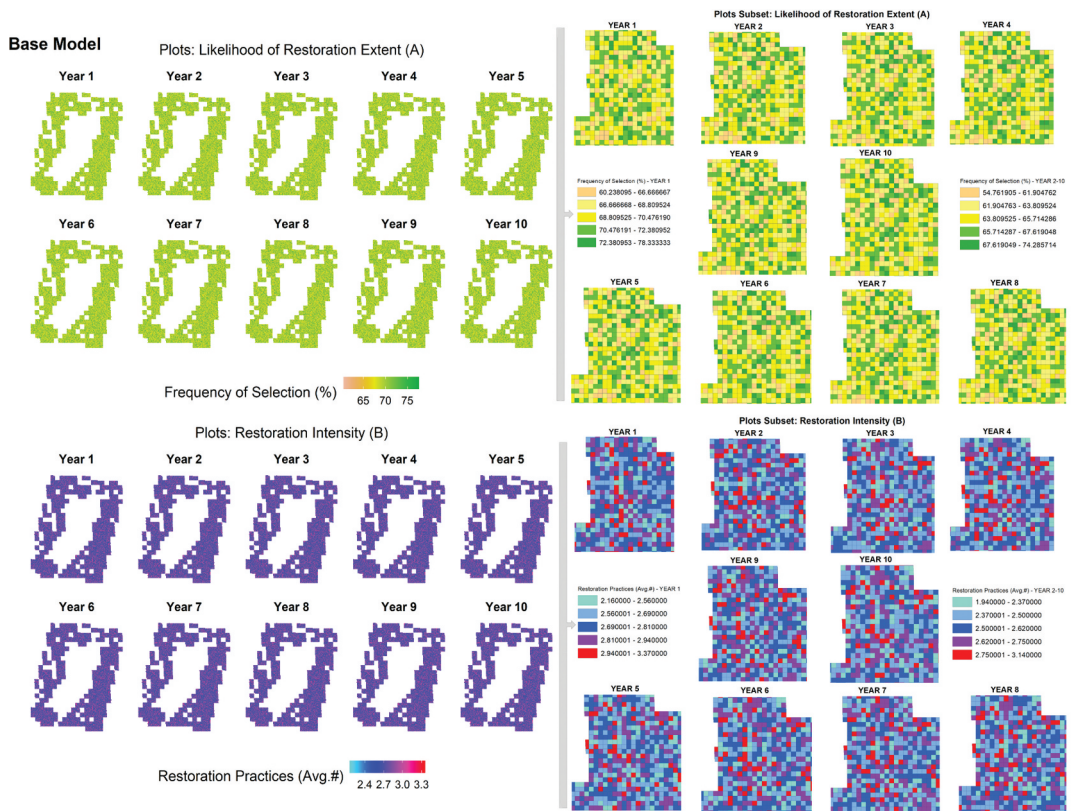 Base Model
Plots: Likelihood of Restoration Extent (A)
Year 1 Year 2 Year 3 Year 4 Year 5
Year 6 Year 7 Year 8 Year 9 Year 10
Frequency of Selection (%)
65 70 75
Plots Subset: Likelihood of Restoration Extent (A)
YEAR 1 YEAR 2 YEAR 3 YEAR 4
YEAR 9 YEAR 10
Frequency of Selection (%) - YEAR 1
60.238095 - 66.666667
66.666668 - 68.809524
68.809525 - 70.476190
70.476191 - 72.380952
72.380953 - 78.333333
Frequency of Selection (%) - YEAR 2-10
54.761905 - 61.904762
61.904763 - 63.809524
63.809525 - 65.714286
65.714287 - 67.619048
67.619049 - 74.285714
YEAR 5 YEAR 6 YEAR 7 YEAR 8
Plots: Restoration Intensity (B)
Year 1 Year 2 Year 3 Year 4 Year 5
Year 6 Year 7 Year 8 Year 9 Year 10
Restoration Practices (Avg.#)
2.4 2.7 3.0 3.3
Plots Subset: Restoration Intensity (B)
YEAR 1 YEAR 2 YEAR 3 YEAR 4
YEAR 9 YEAR 10
Restoration Practices (Avg.#) - YEAR 1
2.160000 - 2.560000
2.560001 - 2.690000
2.690001 - 2.810000
2.810001 - 2.940000
2.940001 - 3.370000
Restoration Practices (Avg.#) - YEAR 2-10
1.940000 - 2.370000
2.370001 - 2.500000
2.500001 - 2.620000
2.620001 - 2.750000
2.750001 - 3.140000
YEAR 5 YEAR 6 YEAR 7 YEAR 8